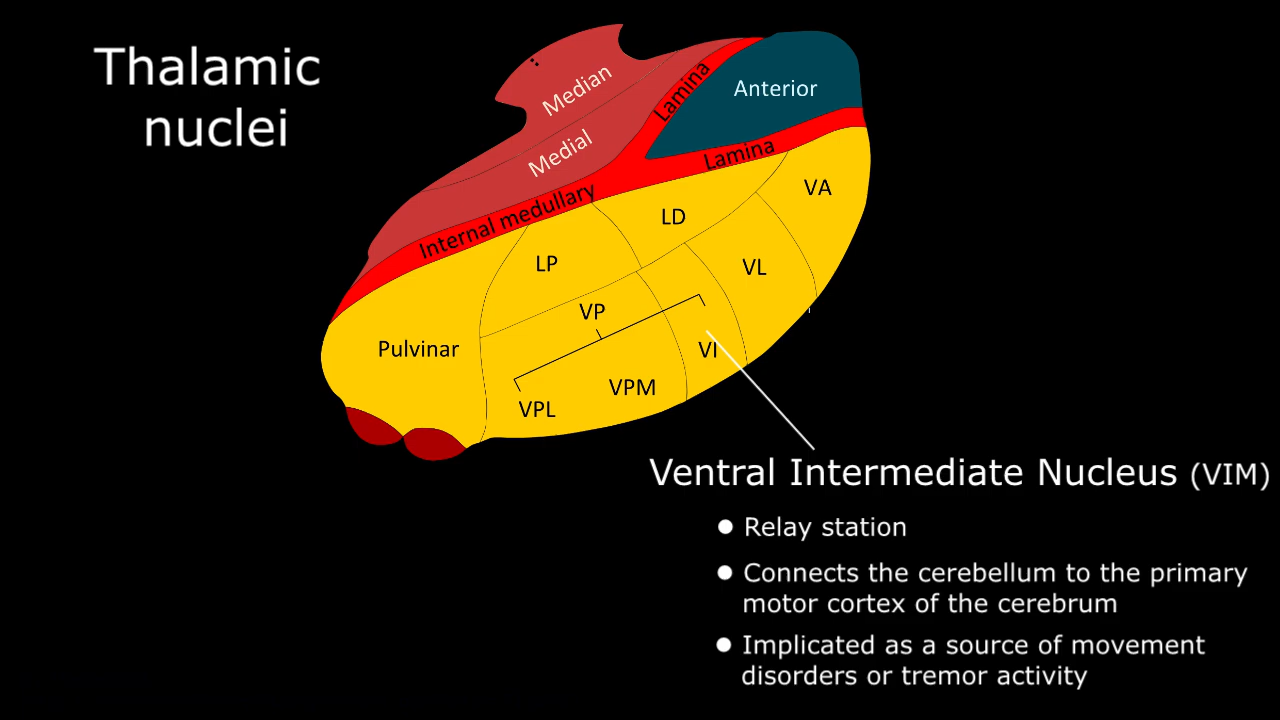 Thalamic
nuclei
Median
Medial
Lamina
Anterior
Lamina
Internal medullary
VA
LD
LP
VL
VP
Pulvinar
VI
VPM
VPL
Ventral Intermediate Nucleus (VIM)
● Relay station
● Connects the cerebellum to the primary
motor cortex of the cerebrum
● Implicated as a source of movement
disorders or tremor activity